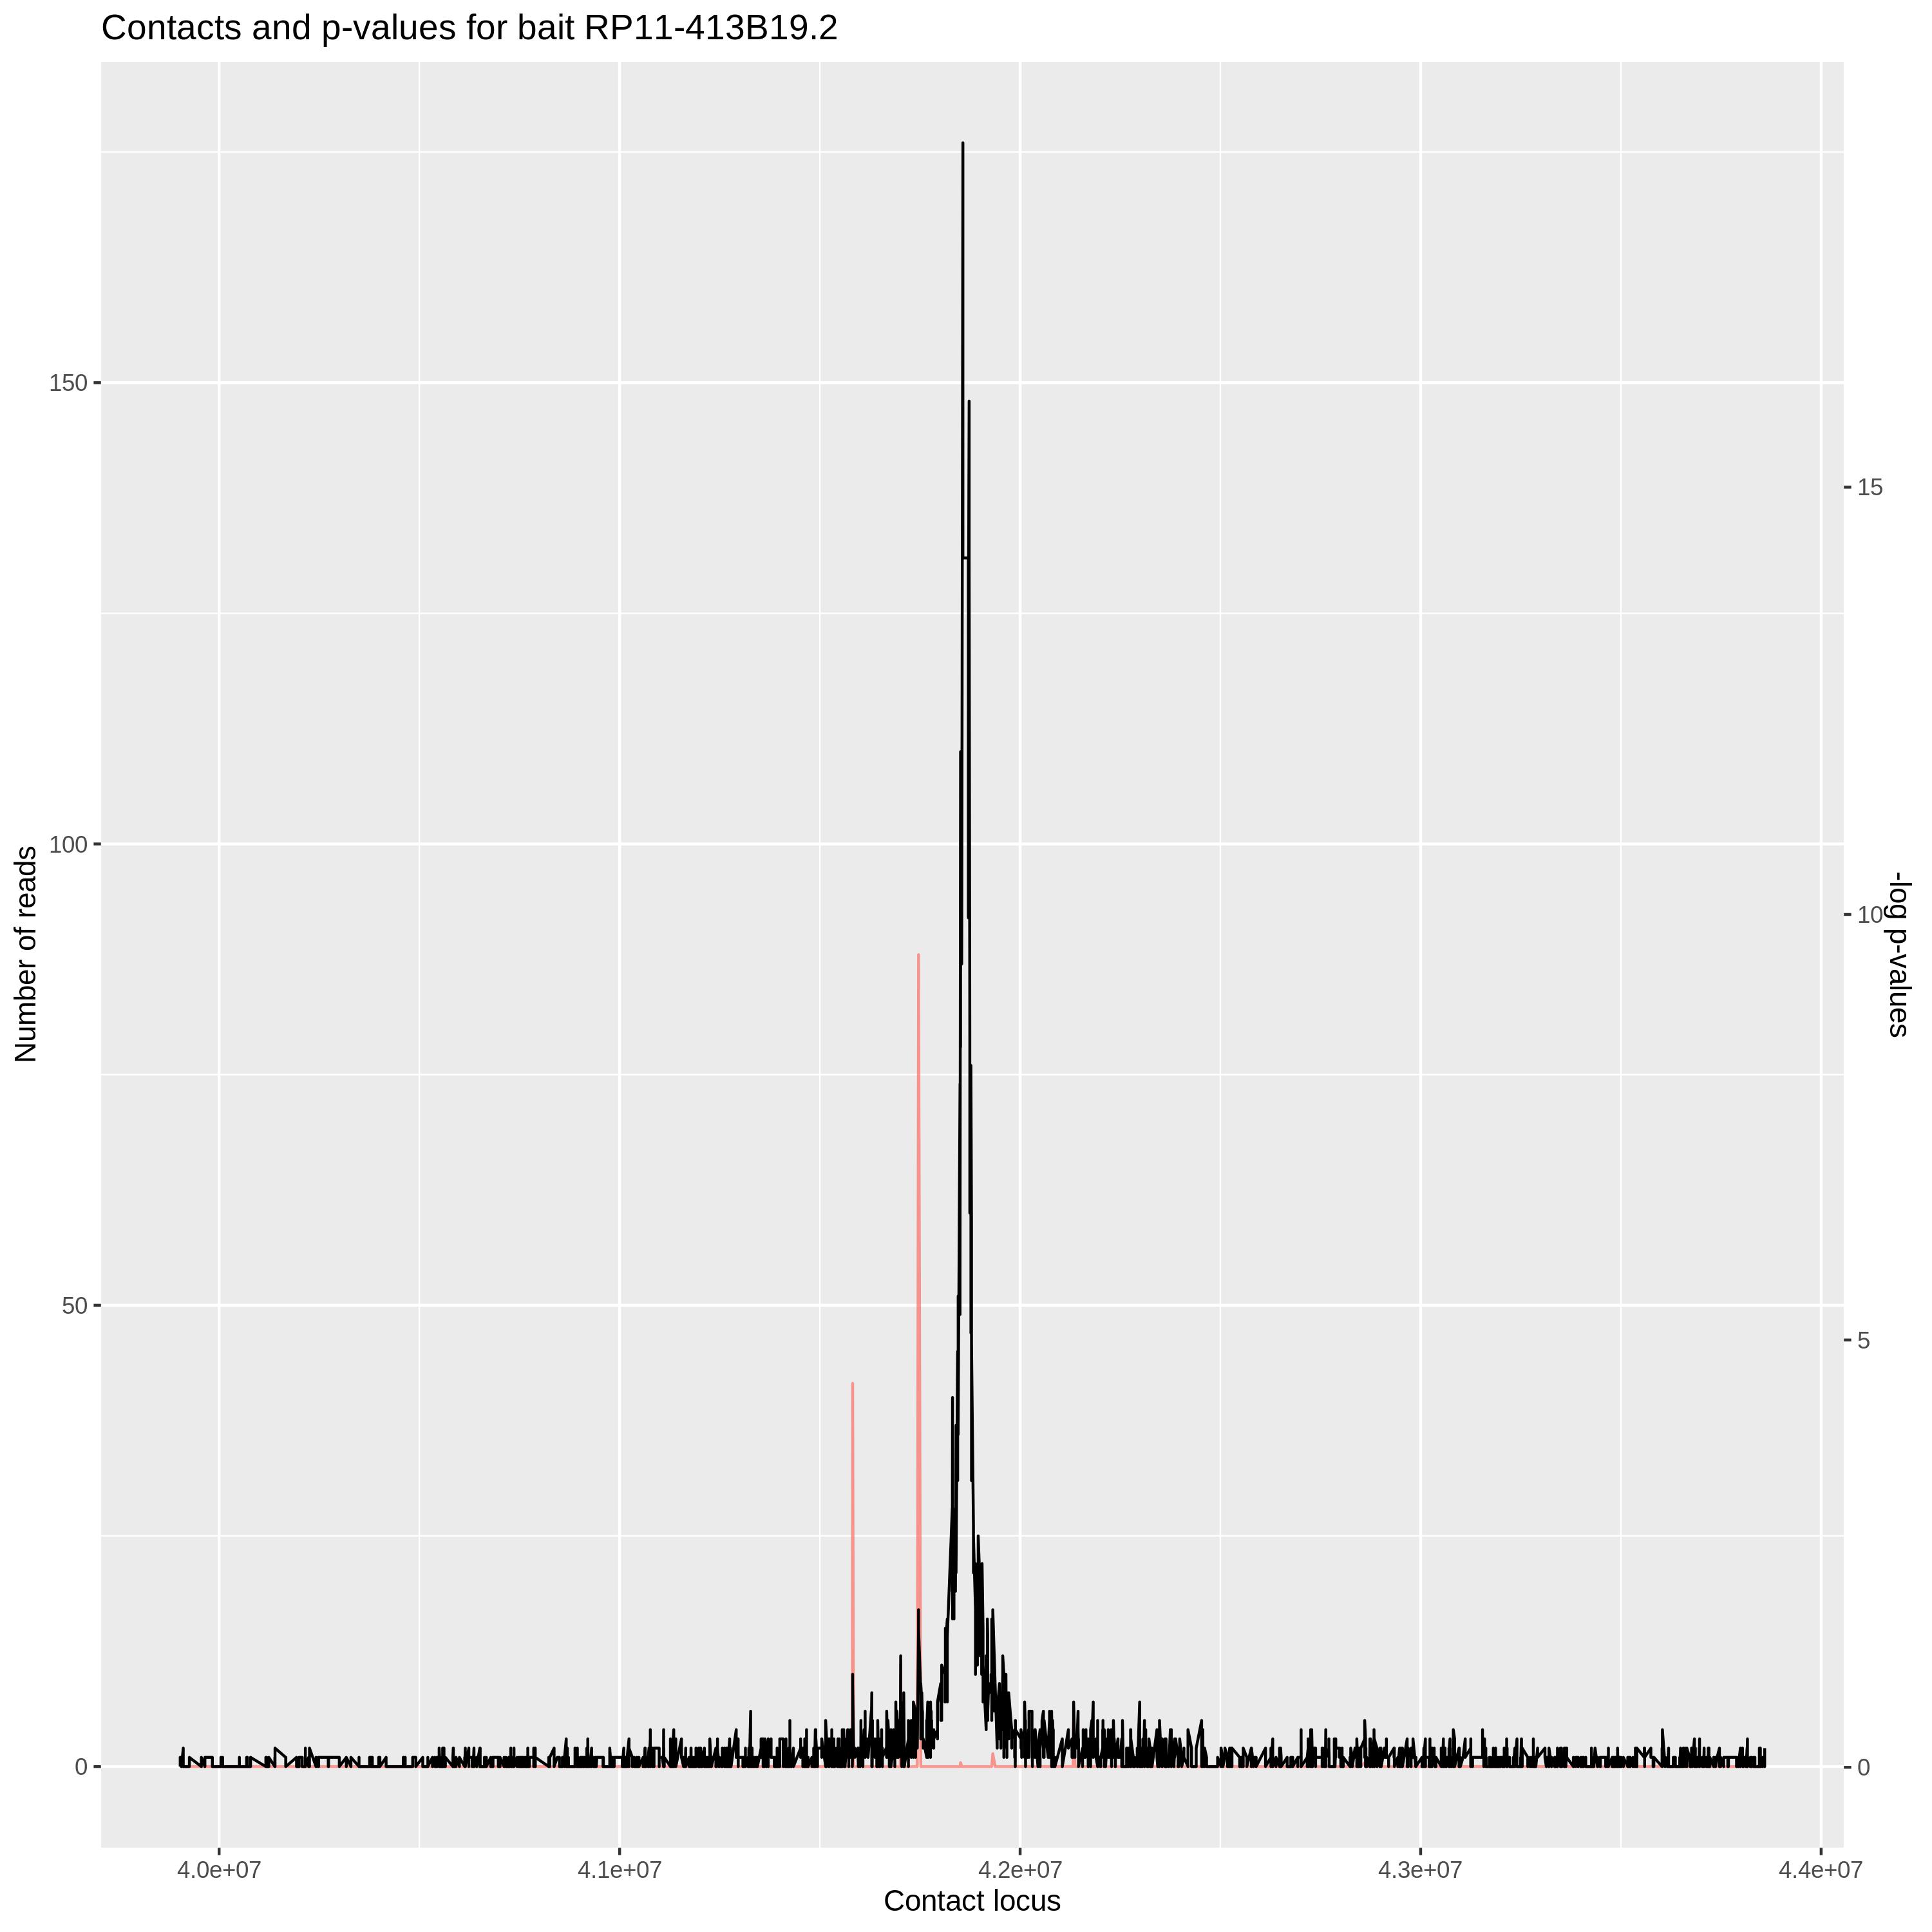 Contacts and p-values for bait RP11-413B19.2
150
100
50
0
Number of reads
15
10
5
0
-log p-values
4.0e+07
4.1e+07
4.2e+07
4.3e+07
4.4e+07
Contact locus